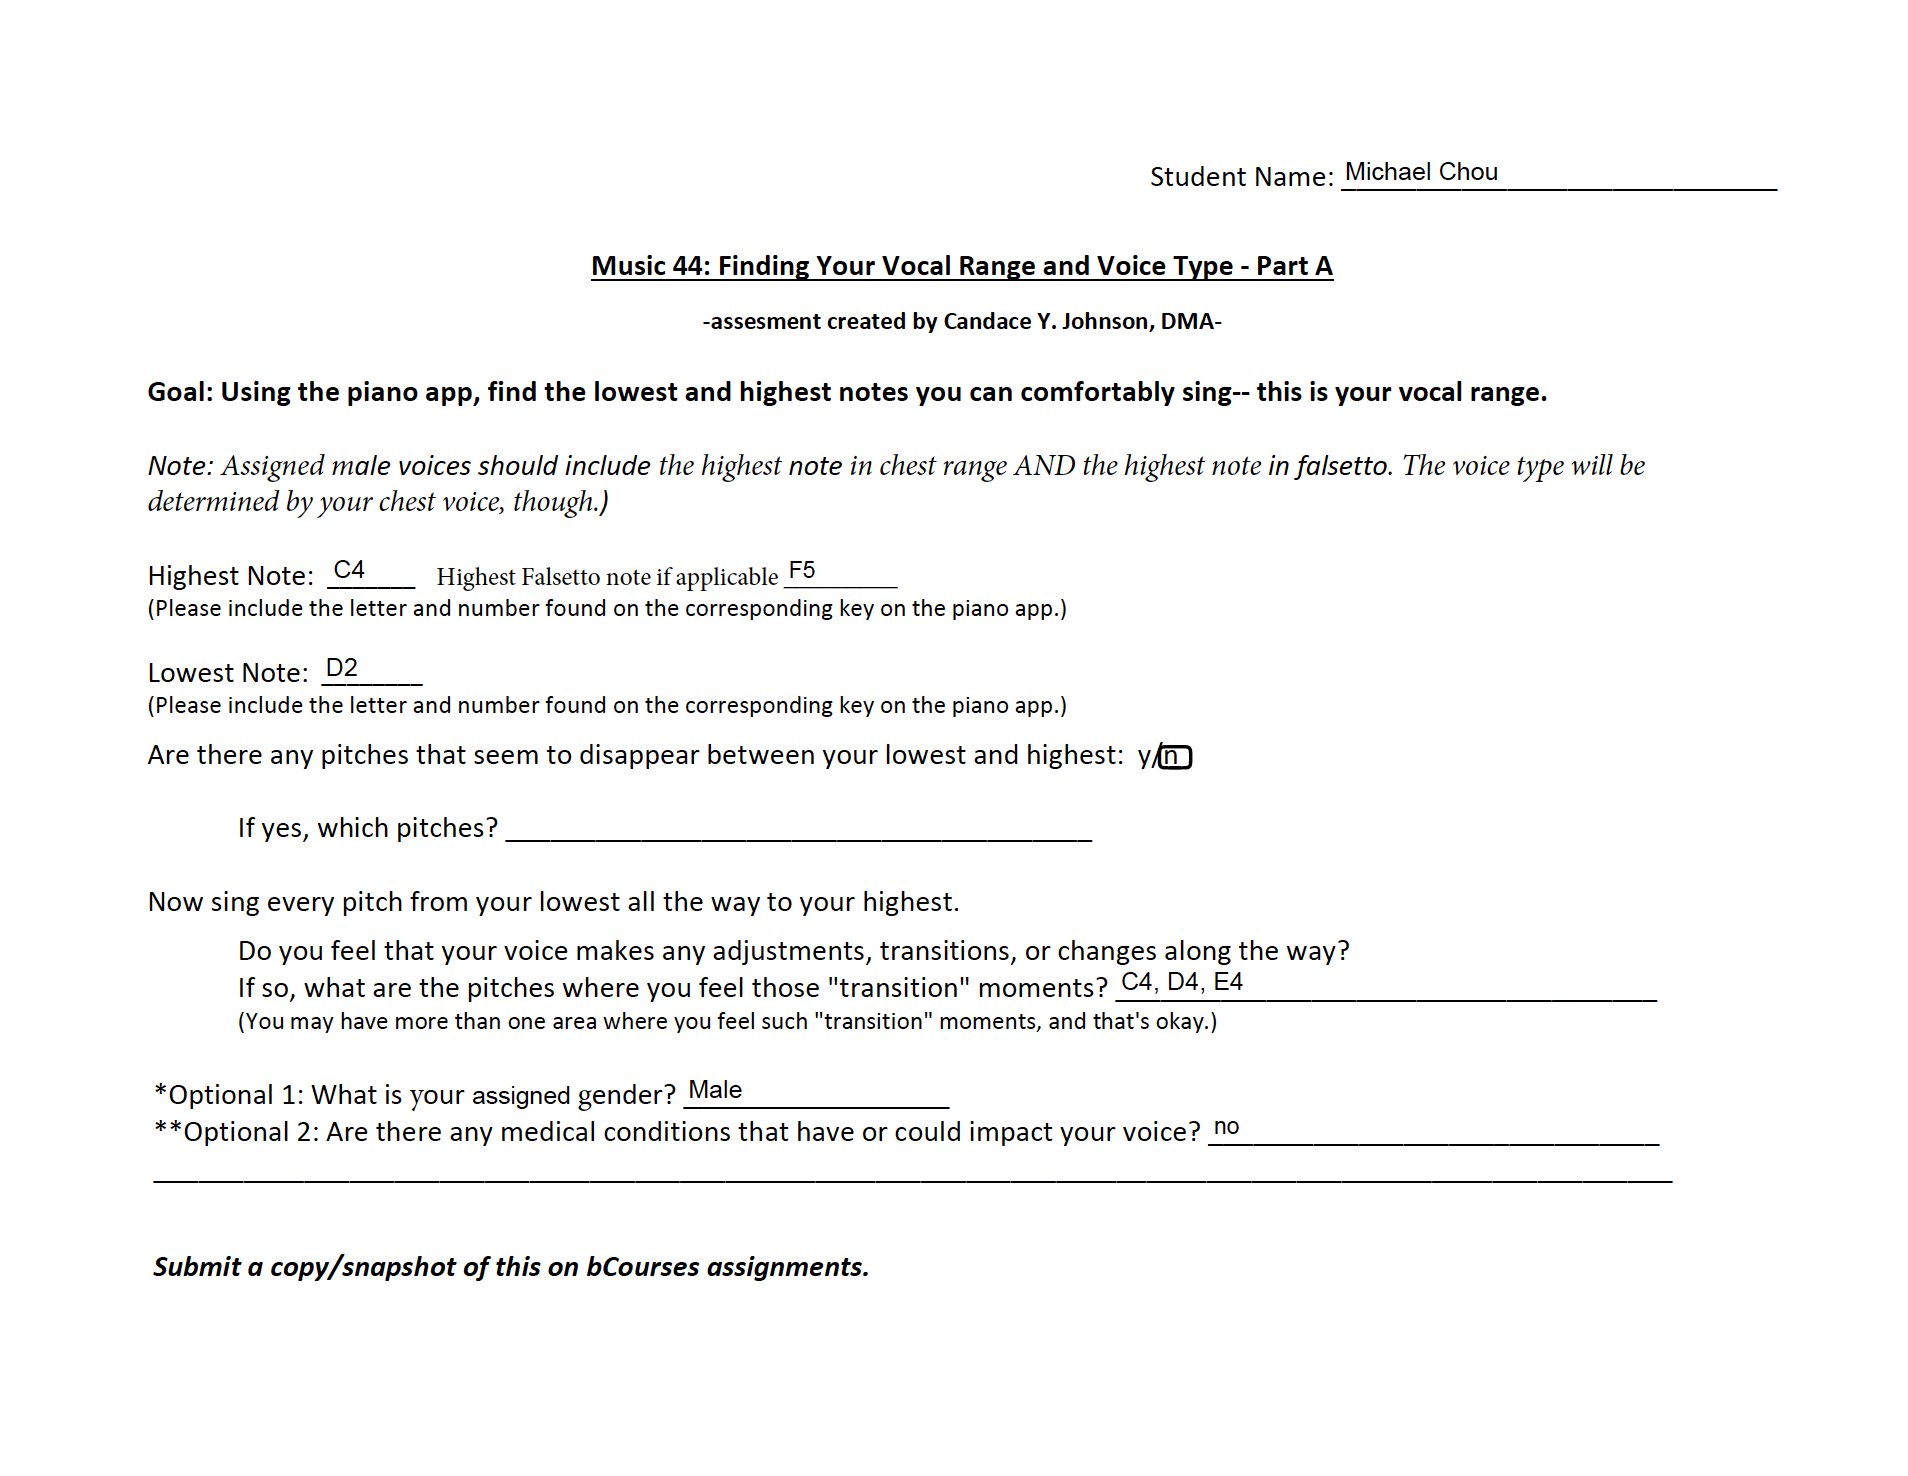 Student Name: Michael Chou
Music 44: Finding Your Vocal Range and Voice Type - Part A
-assesment created by Candace Y. Johnson, DMA-
Goal: Using the piano app, find the lowest and highest notes you can comfortably sing-- this is your vocal range.
Note: Assigned male voices should include the highest note in chest range AND the highest note in falsetto. The voice type will be
determined by your chest voice, though.)
Highest Note: C4 Highest Falsetto note if applicable F5
(Please include the letter and number found on the corresponding key on the piano app.)
Lowest Note: D2
(Please include the letter and number found on the corresponding key on the piano app.)
Are there any pitches that seem to disappear between your lowest and highest: y/n
If yes, which pitches?
Now sing every pitch from your lowest all the way to your highest.
Do you feel that your voice makes any adjustments, transitions, or changes along the way?
If so, what are the pitches where you feel those "transition" moments? C4, D4, E4
(You may have more than one area where you feel such "transition" moments, and that's okay.)
*Optional 1: What is your assigned gender? Male
**Optional 2: Are there any medical conditions that have or could impact your voice? no
Submit a copy/snapshot of this on bCourses assignments.